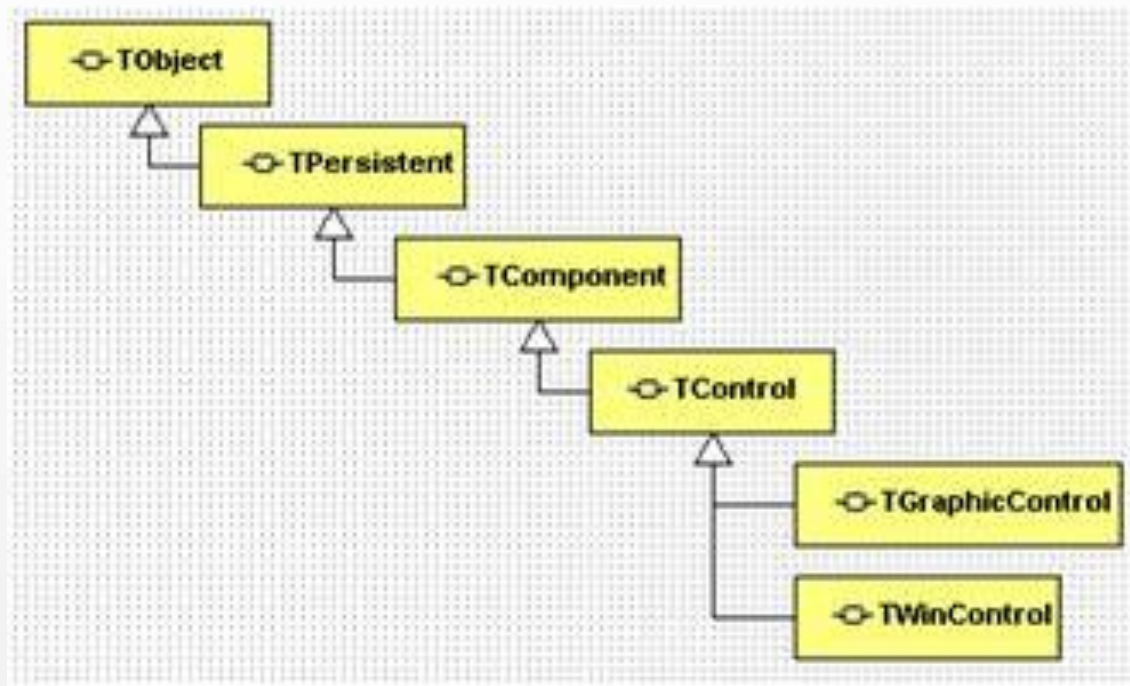 TObject
TPersistent
TComponent
TControl
TGraphicControl
TWinControl